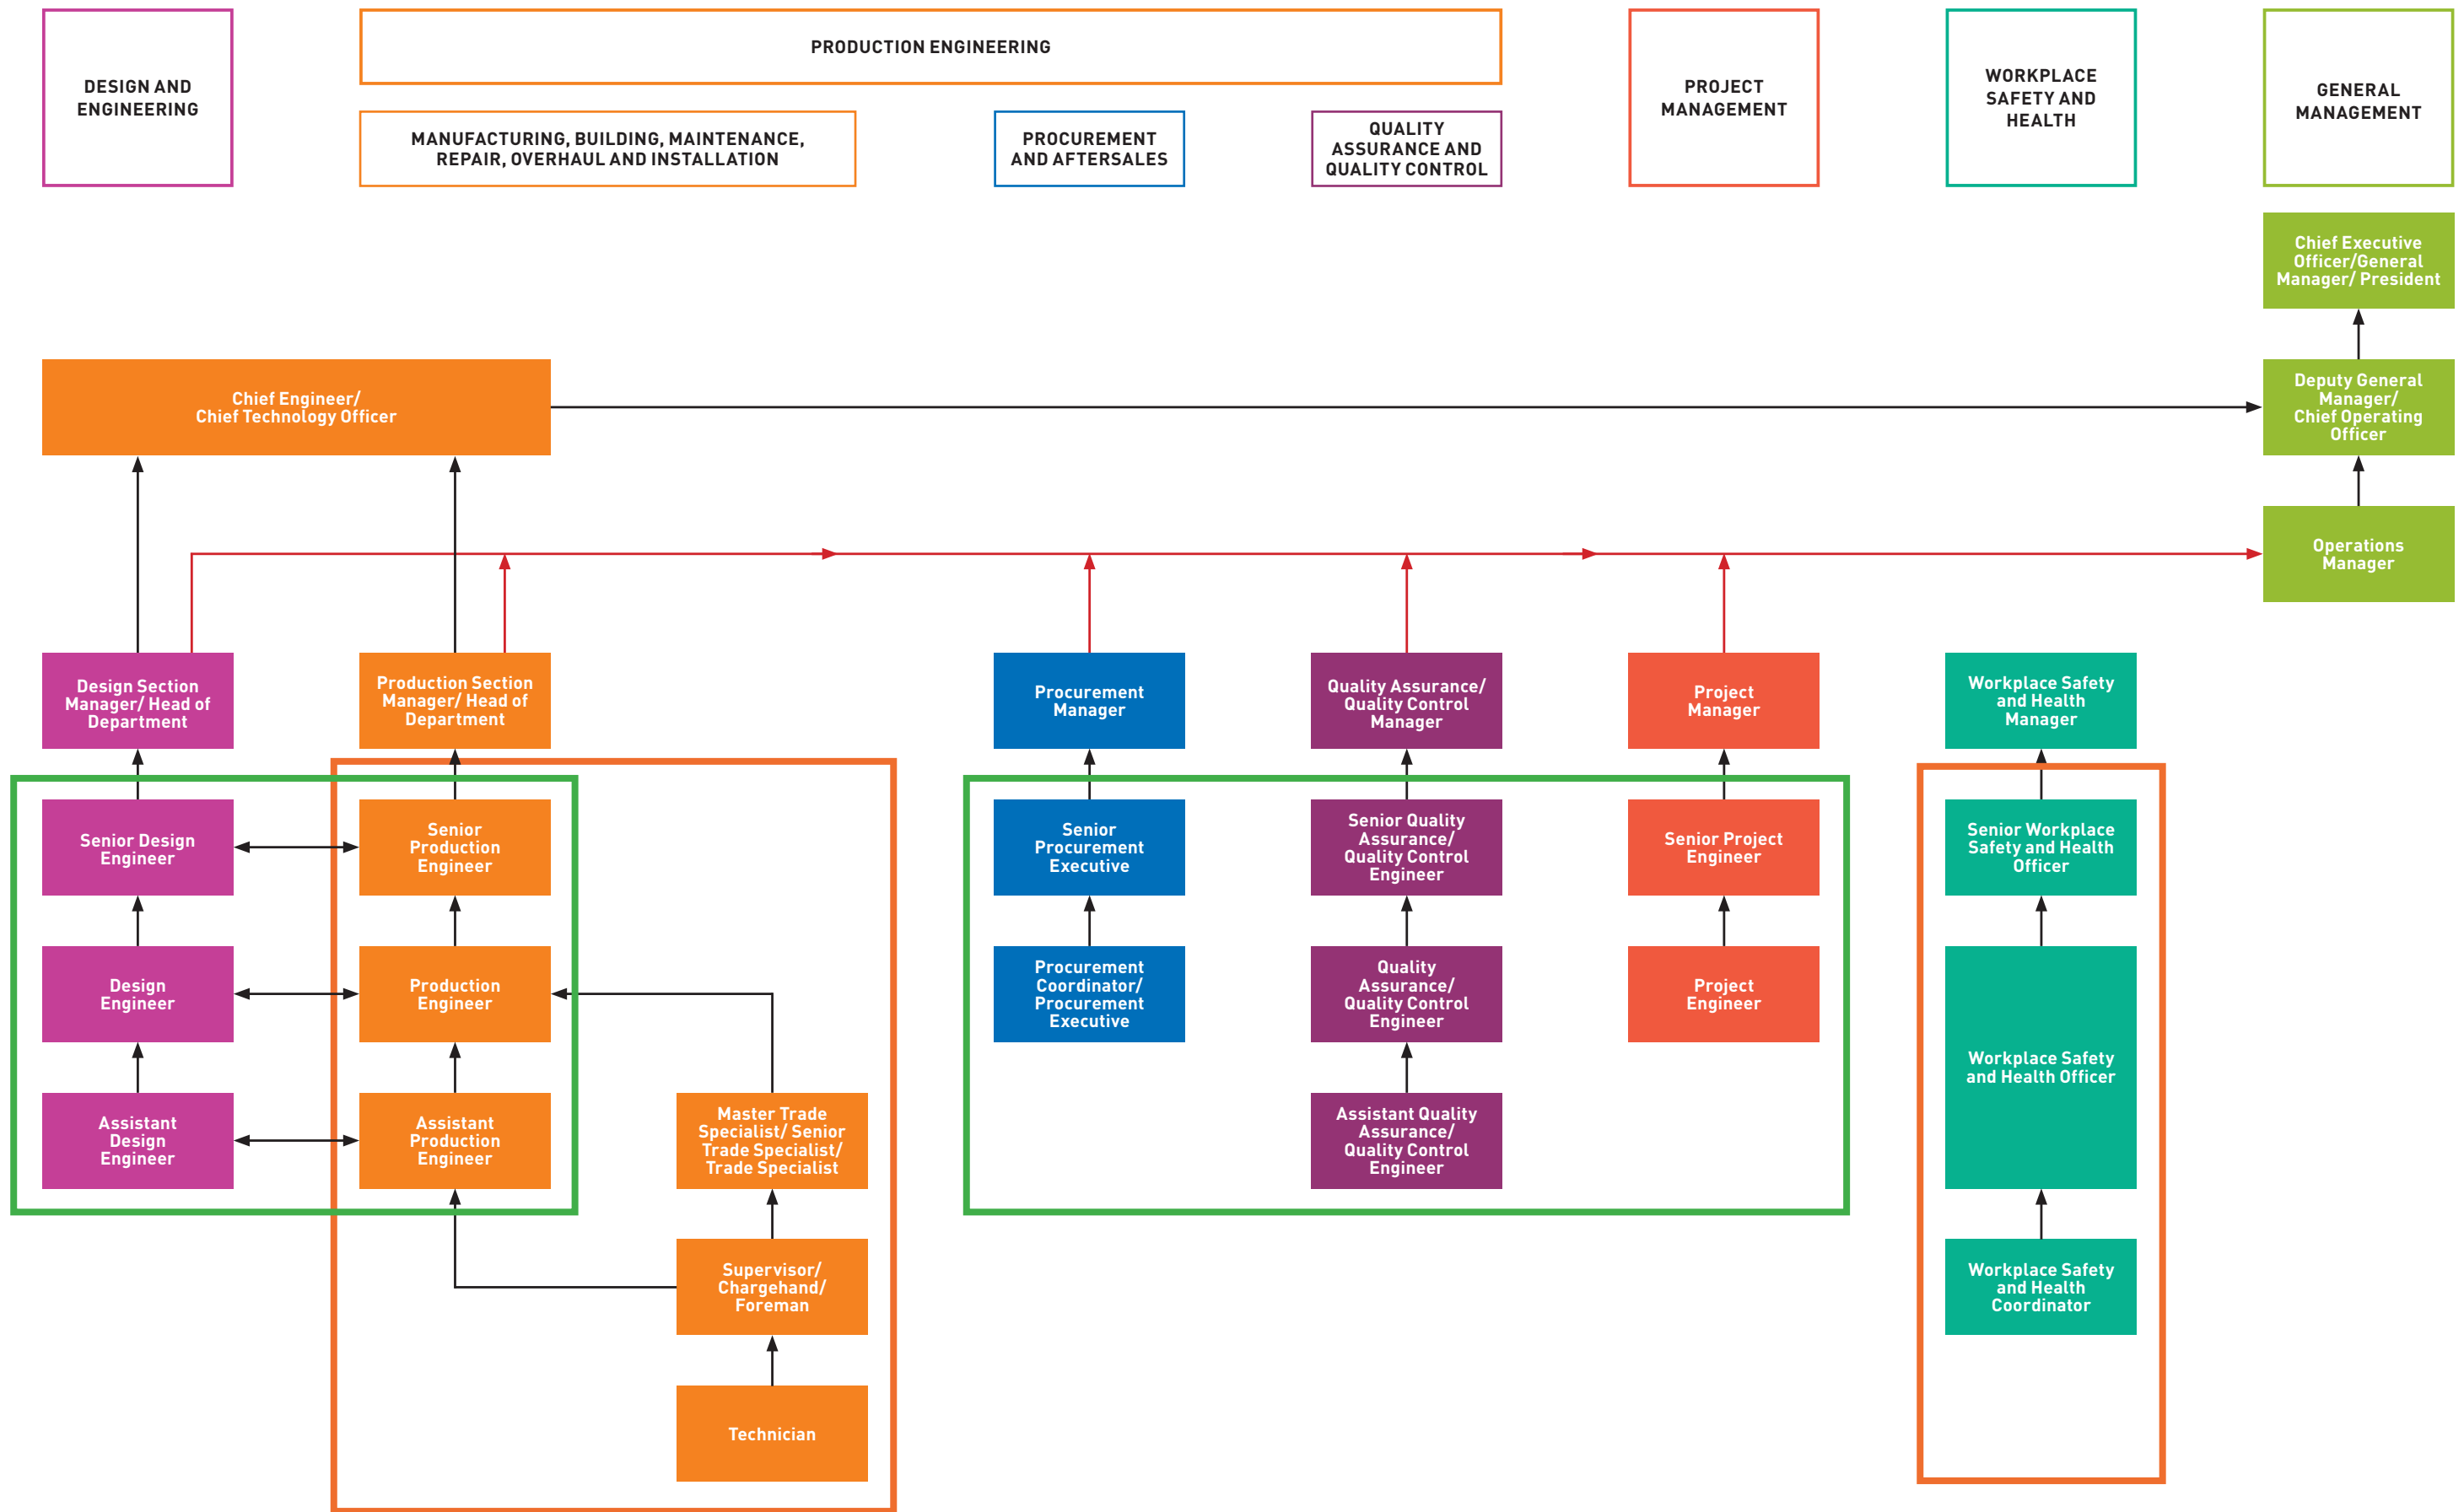 DESIGN AND
ENGINEERING
PRODUCTION ENGINEERING
MANUFACTURING, BUILDING, MAINTENANCE,
REPAIR, OVERHAUL AND INSTALLATION
PROCUREMENT
AND AFTERSALES
QUALITY
ASSURANCE AND
QUALITY CONTROL
PROJECT
MANAGEMENT
WORKPLACE
SAFETY AND
HEALTH
GENERAL
MANAGEMENT
Chief Executive
Officer/General
Manager/ President
Chief Engineer/
Chief Technology Officer
Deputy General
Manager/
Chief Operating
Officer
Operations
Manager
Design Section
Manager/ Head of
Department
Production Section
Manager/ Head of
Department
Procurement
Manager
Quality Assurance/
Quality Control
Manager
Project
Manager
Workplace Safety
and Health
Manager
Senior Design
Engineer
Senior
Production
Engineer
Senior
Procurement
Executive
Senior Quality
Assurance/
Quality Control
Engineer
Senior Project
Engineer
Senior Workplace
Safety and Health
Officer
Design
Engineer
Production
Engineer
Procurement
Coordinator/
Procurement
Executive
Quality
Assurance/
Quality Control
Engineer
Project
Engineer
Workplace Safety
and Health Officer
Assistant
Design
Engineer
Assistant
Production
Engineer
Master Trade
Specialist/ Senior
Trade Specialist/
Trade Specialist
Assistant Quality
Assurance/
Quality Control
Engineer
Supervisor/
Chargehand/
Foreman
Workplace Safety
and Health
Coordinator
Technician